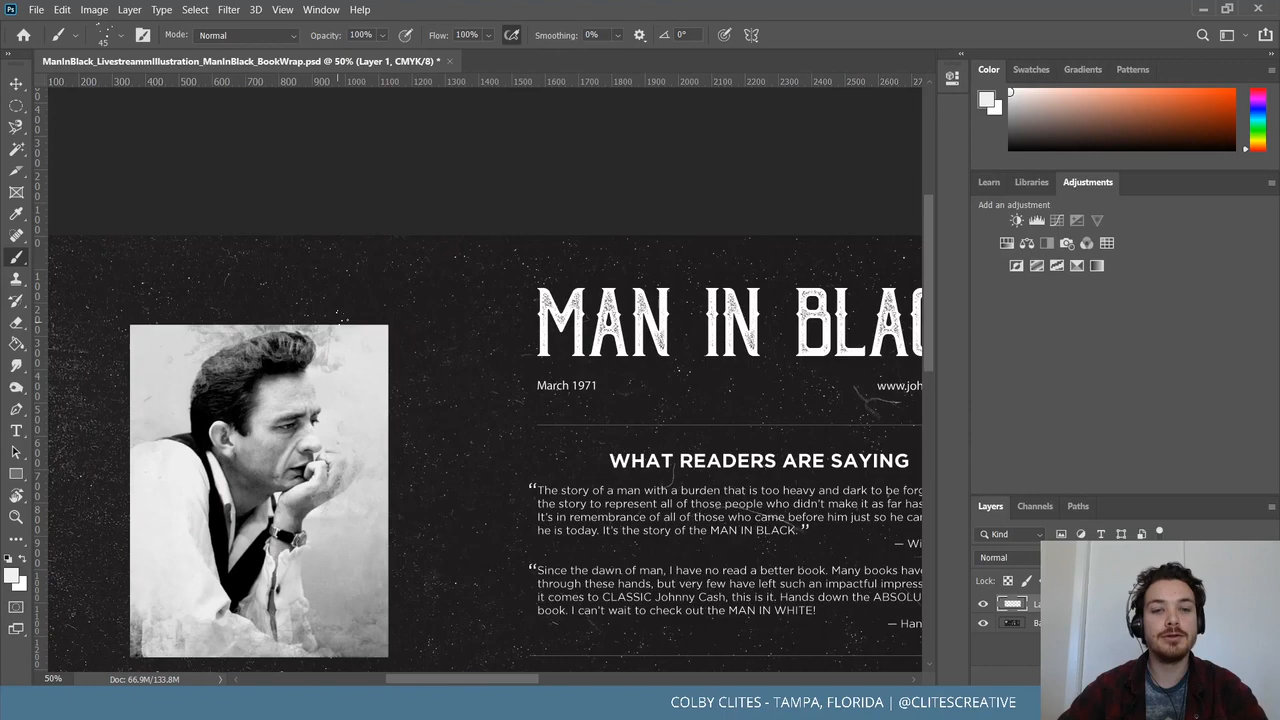 File Edit Image Layer Type Select Filter 3D View Window Help
45 Mode: Normal Opacity: 100% Flow: 100% Smoothing: 0% 0°
ManInBlack_LivestreammIllustration_ManInBlack_BookWrap.psd @ 50% (Layer 1, CMYK/8) *
100 200 300 400 500 600 700 800 900 1000 1100 1200 1300 1400 1500 1600 1700 1800 1900 2000 2100 2200 2300 2400 2500 2600
Color Swatches Gradients Patterns
Learn Libraries Adjustments
Add an adjustment
MAN IN BLAC
March 1971 www.joh
WHAT READERS ARE SAYING
“The story of a man with a burden that is too heavy and dark to be forg
the story to represent all of those people who didn't make it as far has
It's in remembrance of all of those who came before him just so he can
he is today. It's the story of the MAN IN BLACK.”
— Wi
“Since the dawn of man, I have no read a better book. Many books have
through these hands, but very few have left such an impactful impress
it comes to CLASSIC Johnny Cash, this is it. Hands down the ABSOLU
book. I can't wait to check out the MAN IN WHITE!
— Han
Layers Channels Paths
Kind
Normal
Lock:
La
Ba
50% Doc: 66.9M/133.8M
COLBY CLITES - TAMPA, FLORIDA | @CLITESCREATIVE